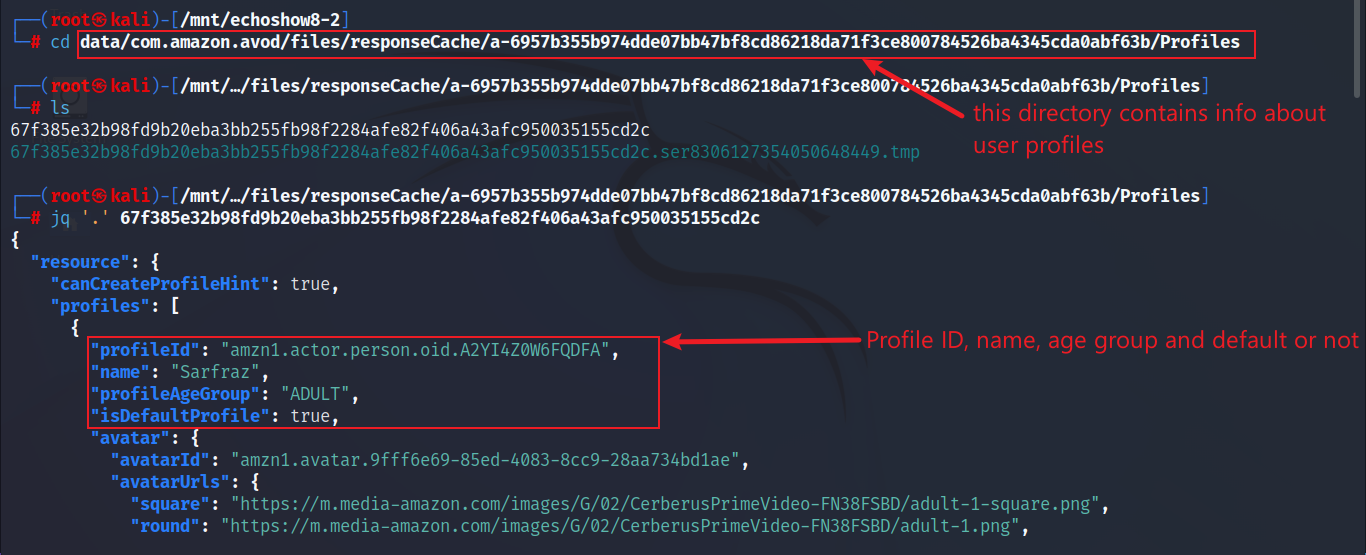 ┌──(root㉿kali)-[/mnt/echoshow8-2]
└─# cd data/com.amazon.avod/files/responseCache/a-6957b355b974dde07bb47bf8cd86218da71f3ce800784526ba4345cda0abf63b/Profiles
┌──(root㉿kali)-[/mnt/…/files/responseCache/a-6957b355b974dde07bb47bf8cd86218da71f3ce800784526ba4345cda0abf63b/Profiles]
└─# ls
this directory contains info about
user profiles
67f385e32b98fd9b20eba3bb255fb98f2284afe82f406a43afc950035155cd2c
67f385e32b98fd9b20eba3bb255fb98f2284afe82f406a43afc950035155cd2c.ser8306127354050648449.tmp
┌──(root㉿kali)-[/mnt/…/files/responseCache/a-6957b355b974dde07bb47bf8cd86218da71f3ce800784526ba4345cda0abf63b/Profiles]
└─# jq '.' 67f385e32b98fd9b20eba3bb255fb98f2284afe82f406a43afc950035155cd2c
{
"resource": {
"canCreateProfileHint": true,
"profiles": [
{
"profileId": "amzn1.actor.person.oid.A2YI4Z0W6FQDFA",
"name": "Sarfraz",
"profileAgeGroup": "ADULT",
"isDefaultProfile": true,
Profile ID, name, age group and default or not
"avatar": {
"avatarId": "amzn1.avatar.9fff6e69-85ed-4083-8cc9-28aa734bd1ae",
"avatarUrls": {
"square": "https://m.media-amazon.com/images/G/02/CerberusPrimeVideo-FN38FSBD/adult-1-square.png",
"round": "https://m.media-amazon.com/images/G/02/CerberusPrimeVideo-FN38FSBD/adult-1.png",